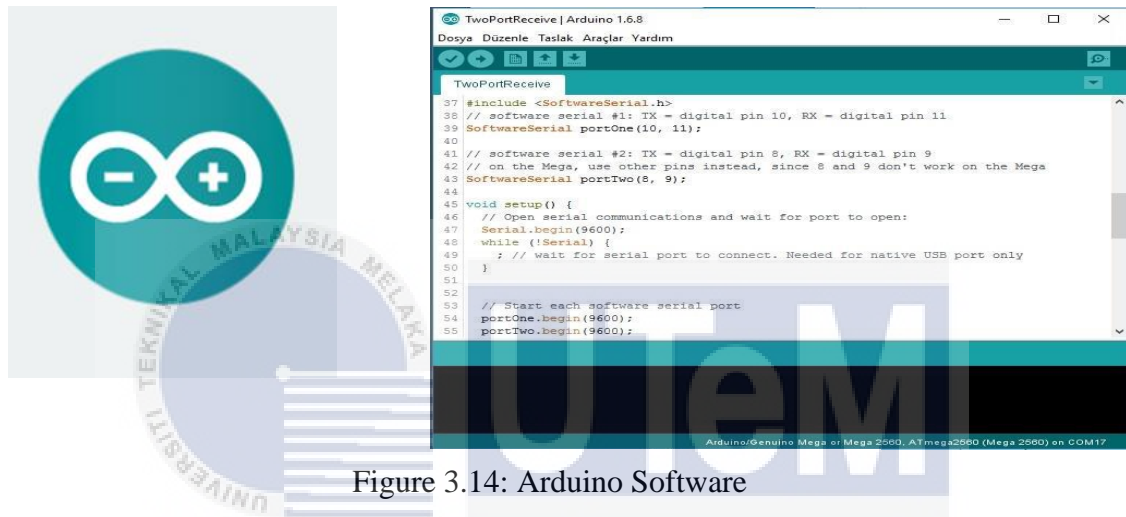 TwoPortReceive | Arduino 1.6.8
Dosya Düzenle Taslak Araçlar Yardım
TwoPortReceive
37 #include <SoftwareSerial.h>
38 // software serial #1: TX = digital pin 10, RX = digital pin 11
39 SoftwareSerial portOne(10, 11);
40
41 // software serial #2: TX = digital pin 8, RX = digital pin 9
42 // on the Mega, use other pins instead, since 8 and 9 don't work on the Mega
43 SoftwareSerial portTwo(8, 9);
44
45 void setup() {
46 // Open serial communications and wait for port to open:
47 Serial.begin(9600);
48 while (!Serial) {
49 ; // wait for serial port to connect. Needed for native USB port only
50 }
51
52
53 // Start each software serial port
54 portOne.begin(9600);
55 portTwo.begin(9600);
Arduino/Genuino Mega or Mega 2560, ATmega2560 (Mega 2560) on COM17
UNIVERSITI TEKNIKAL MALAYSIA MELAKA
UTeM
Figure 3.14: Arduino Software